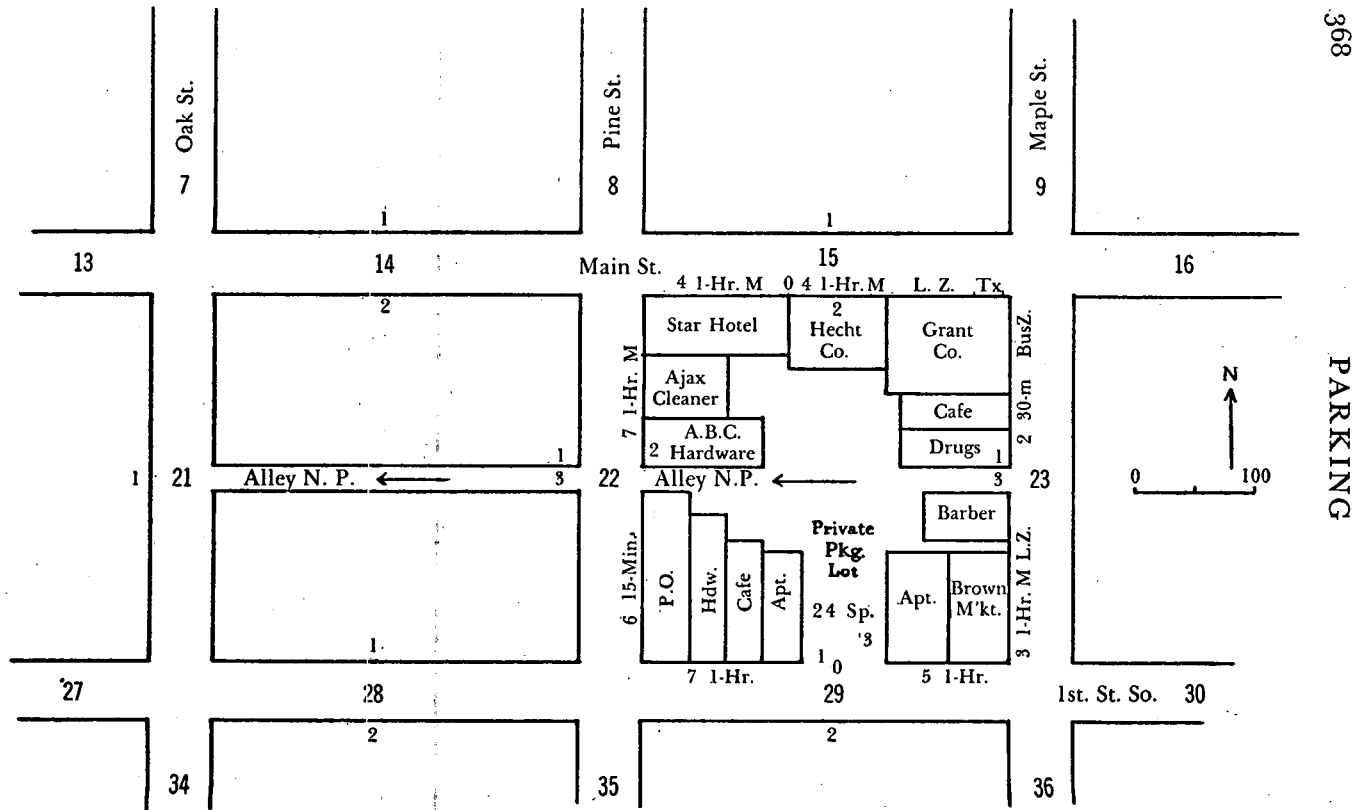 368
PARKING
Oak St.
Pine St.
Maple St.
7
8
9
1
1
13
14
Main St.
15
16
4 1-Hr. M
0
4 1-Hr. M
L. Z.
Tx
2
Star Hotel
2
Hecht
Co.
Grant
Co.
BusZ.
7 1-Hr. M
Ajax
Cleaner
Cafe
2 30-m
N
2
A.B.C.
Hardware
Drugs
1
1
1
21
Alley N. P.
3
22
Alley N.P.
3
23
0
100
6 15-Min.
P.O.
Hdw.
Cafe
Apt.
Private
Pkg.
Lot
24 Sp.
'3
1
0
Barber
Apt.
Brown
M'kt.
3 1-Hr. M L.Z.
1
7 1-Hr.
5 1-Hr.
27
28
29
1st. St. So.
30
2
2
34
35
36